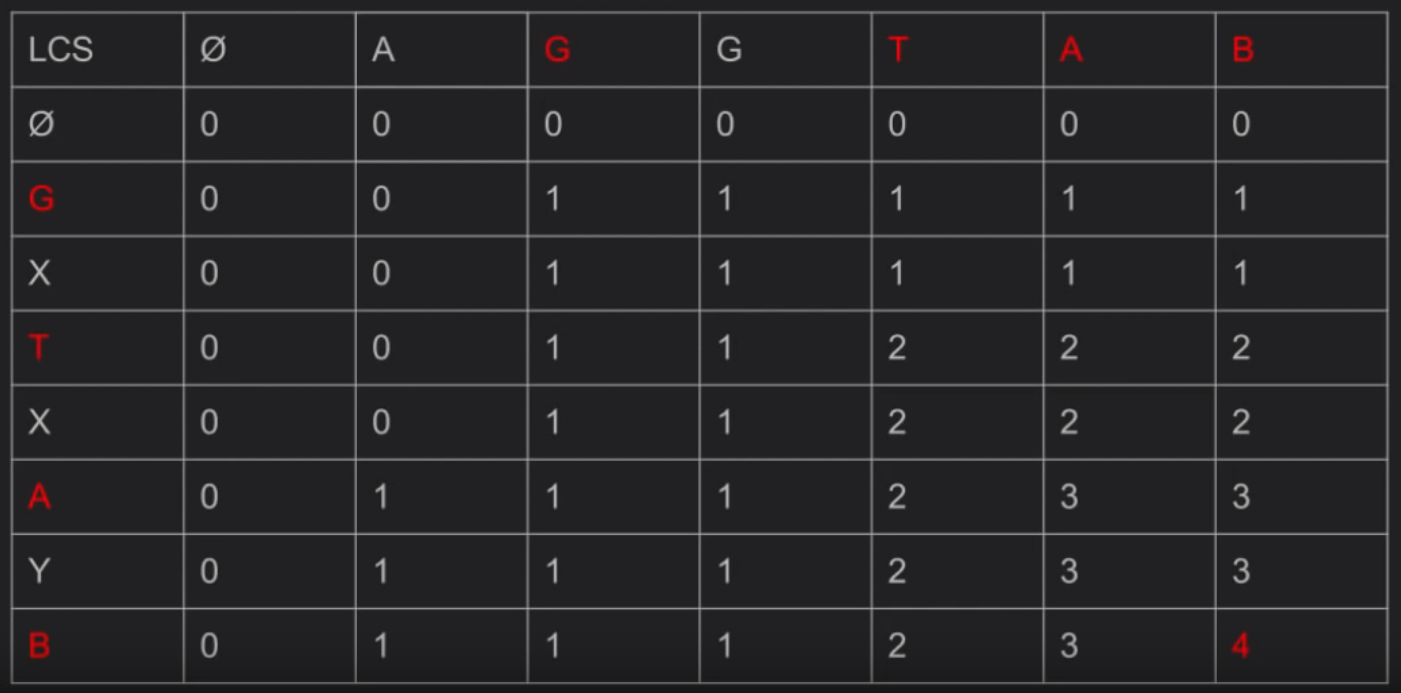 LCS Ø A G G T A B
Ø 0 0 0 0 0 0 0
G 0 0 1 1 1 1 1
X 0 0 1 1 1 1 1
T 0 0 1 1 2 2 2
X 0 0 1 1 2 2 2
A 0 1 1 1 2 3 3
Y 0 1 1 1 2 3 3
B 0 1 1 1 2 3 4